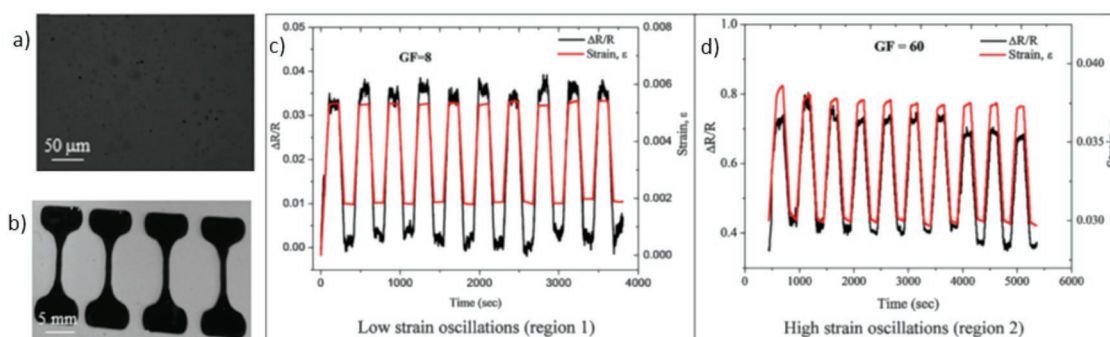 a)
50 µm
b)
5 mm
c)
GF=8
ΔR/R
Strain, ε
0.05
0.04
0.03
0.02
0.01
0.00
ΔR/R
0.008
0.006
0.004
0.002
0.000
Strain, ε
0 1000 2000 3000 4000
Time (sec)
Low strain oscillations (region 1)
d)
GF = 60
ΔR/R
Strain, ε
1.0
0.8
0.6
0.4
ΔR/R
0.040
0.035
0.030
Strain, ε
0 1000 2000 3000 4000 5000 6000
Time (sec)
High strain oscillations (region 2)